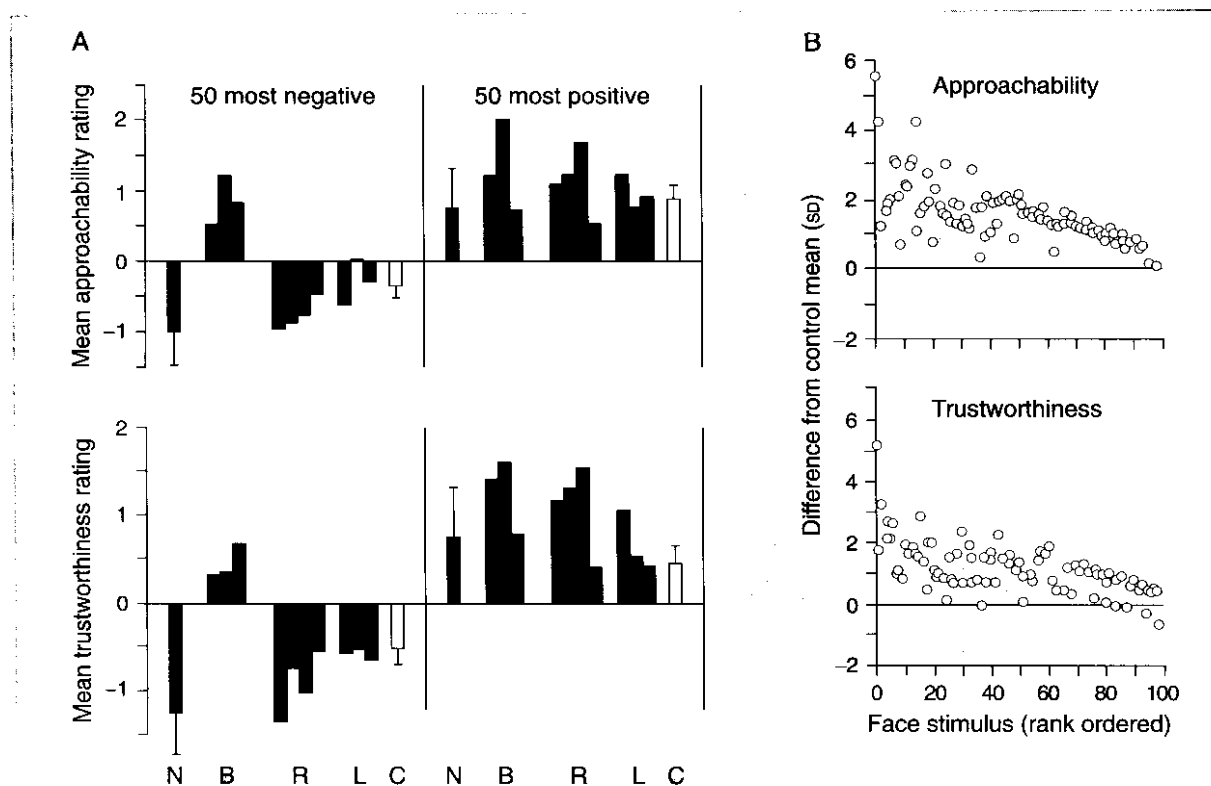 A
50 most negative
50 most positive
Mean approachability rating
2
1
0
−1
Mean trustworthiness rating
2
1
0
−1
N B R L C N B R L C
B
Approachability
Difference from control mean (SD)
6
4
2
0
−2
Trustworthiness
6
4
2
0
−2
0 20 40 60 80 100
Face stimulus (rank ordered)